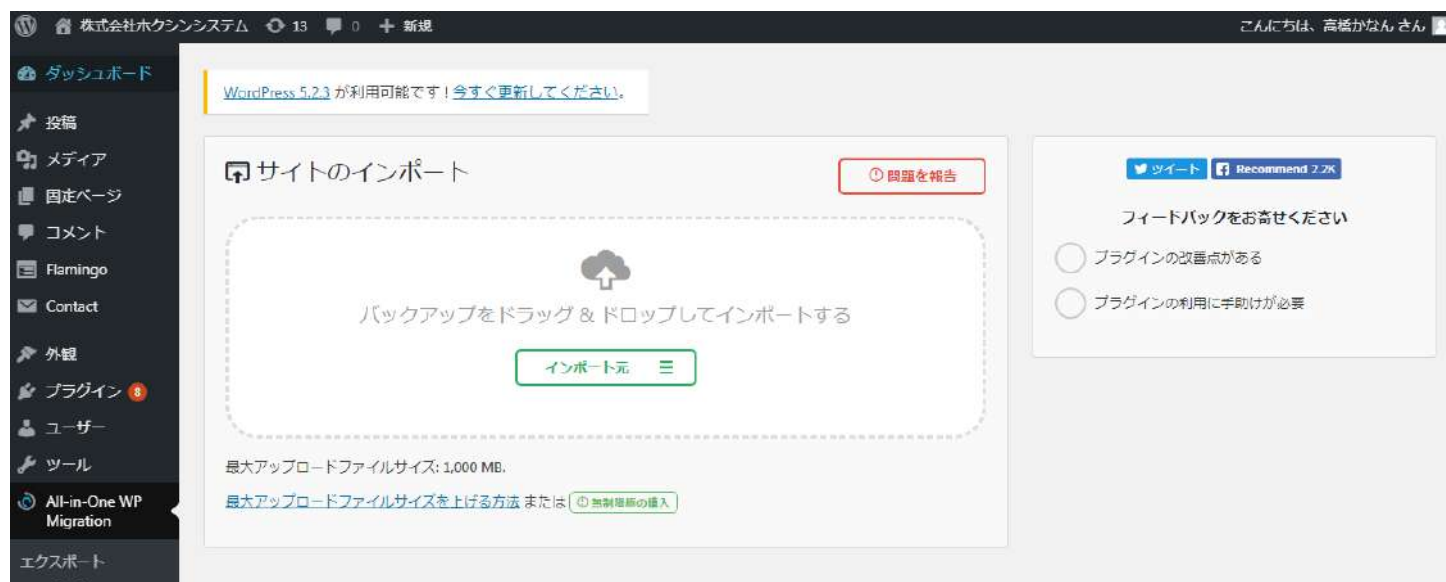 株式会社ホクシンシステム 13 0 新規
こんにちは、高橋かなん さん
ダッシュボード
投稿
メディア
固定ページ
コメント
Flamingo
Contact
外観
プラグイン 8
ユーザー
ツール
All-in-One WP
Migration
エクスポート
WordPress 5.2.3 が利用可能です ! 今すぐ更新してください。
サイトのインポート
問題を報告
バックアップをドラッグ & ドロップしてインポートする
インポート元
最大アップロードファイルサイズ: 1,000 MB.
最大アップロードファイルサイズを上げる方法 または 無制限版の購入
ツイート Recommend 2.2K
フィードバックをお寄せください
プラグインの改善点がある
プラグインの利用に手助けが必要